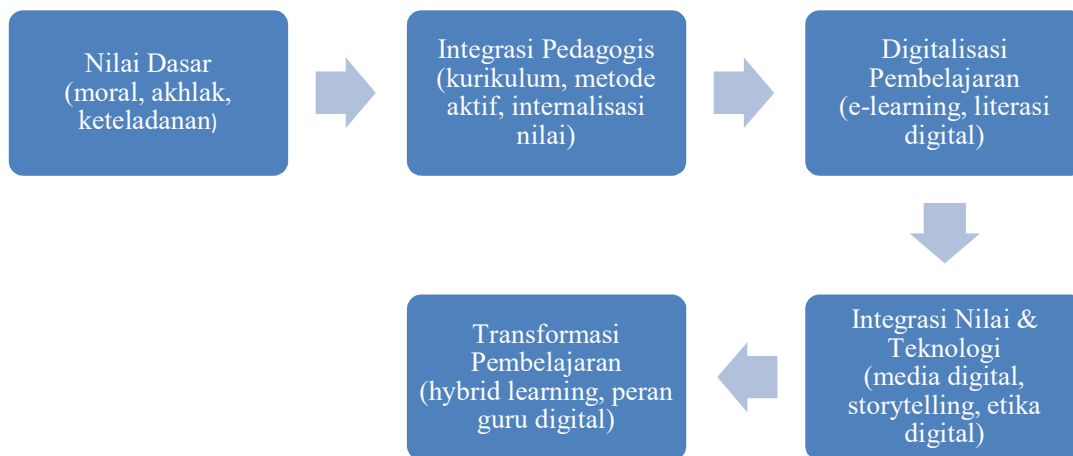 Nilai Dasar
(moral, akhlak,
keteladanan)
Integrasi Pedagogis
(kurikulum, metode
aktif, internalisasi
nilai)
Digitalisasi
Pembelajaran
(e-learning, literasi
digital)
Integrasi Nilai &
Teknologi
(media digital,
storytelling, etika
digital)
Transformasi
Pembelajaran
(hybrid learning, peran
guru digital)